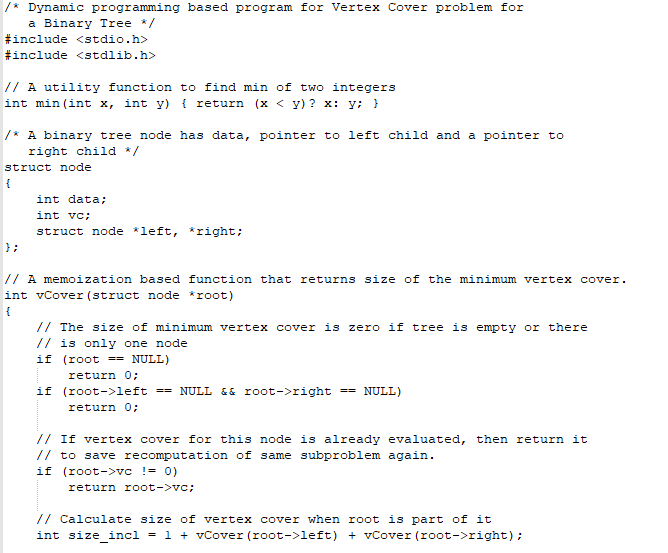 /* Dynamic programming based program for Vertex Cover problem for
   a Binary Tree */
#include <stdio.h>
#include <stdlib.h>

// A utility function to find min of two integers
int min(int x, int y) { return (x < y)? x: y; }

/* A binary tree node has data, pointer to left child and a pointer to
   right child */
struct node
{
    int data;
    int vc;
    struct node *left, *right;
};

// A memoization based function that returns size of the minimum vertex cover.
int vCover(struct node *root)
{
    // The size of minimum vertex cover is zero if tree is empty or there
    // is only one node
    if (root == NULL)
        return 0;
    if (root->left == NULL && root->right == NULL)
        return 0;

    // If vertex cover for this node is already evaluated, then return it
    // to save recomputation of same subproblem again.
    if (root->vc != 0)
        return root->vc;

    // Calculate size of vertex cover when root is part of it
    int size_incl = 1 + vCover(root->left) + vCover(root->right);